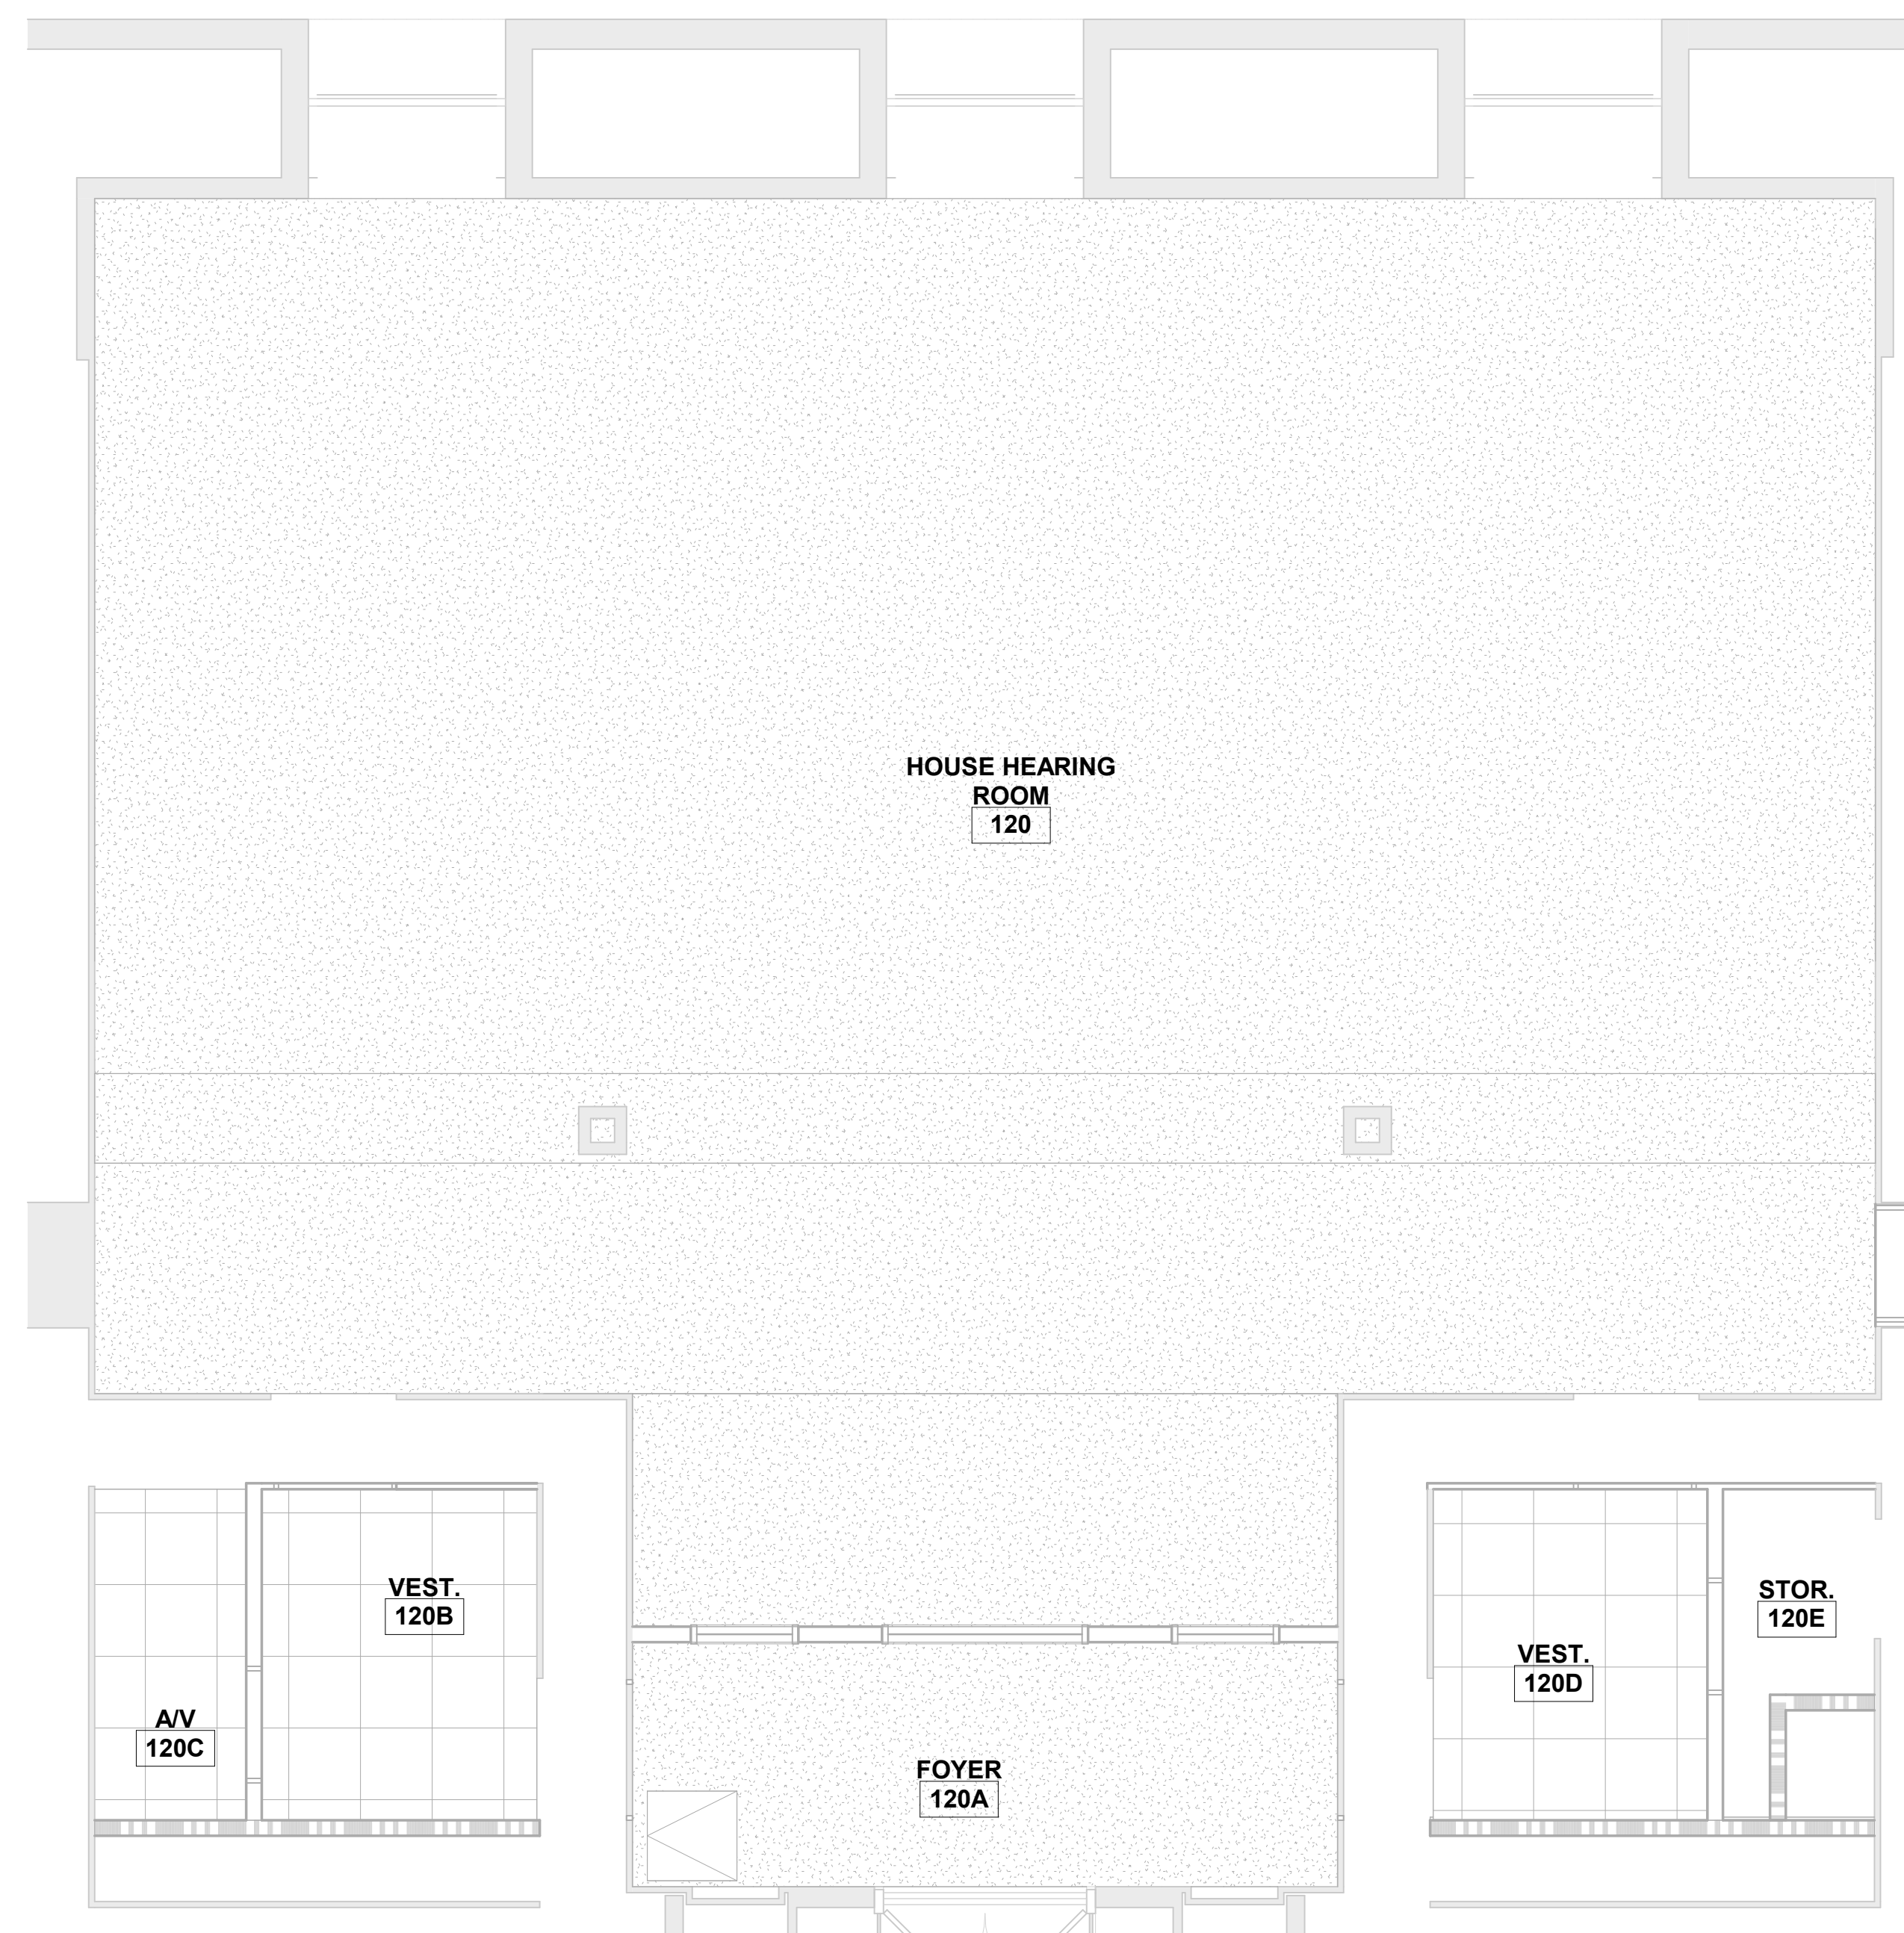 HOUSE HEARING
ROOM
120
VEST.
120B
STOR.
120E
VEST.
120D
A/V
120C
FOYER
120A